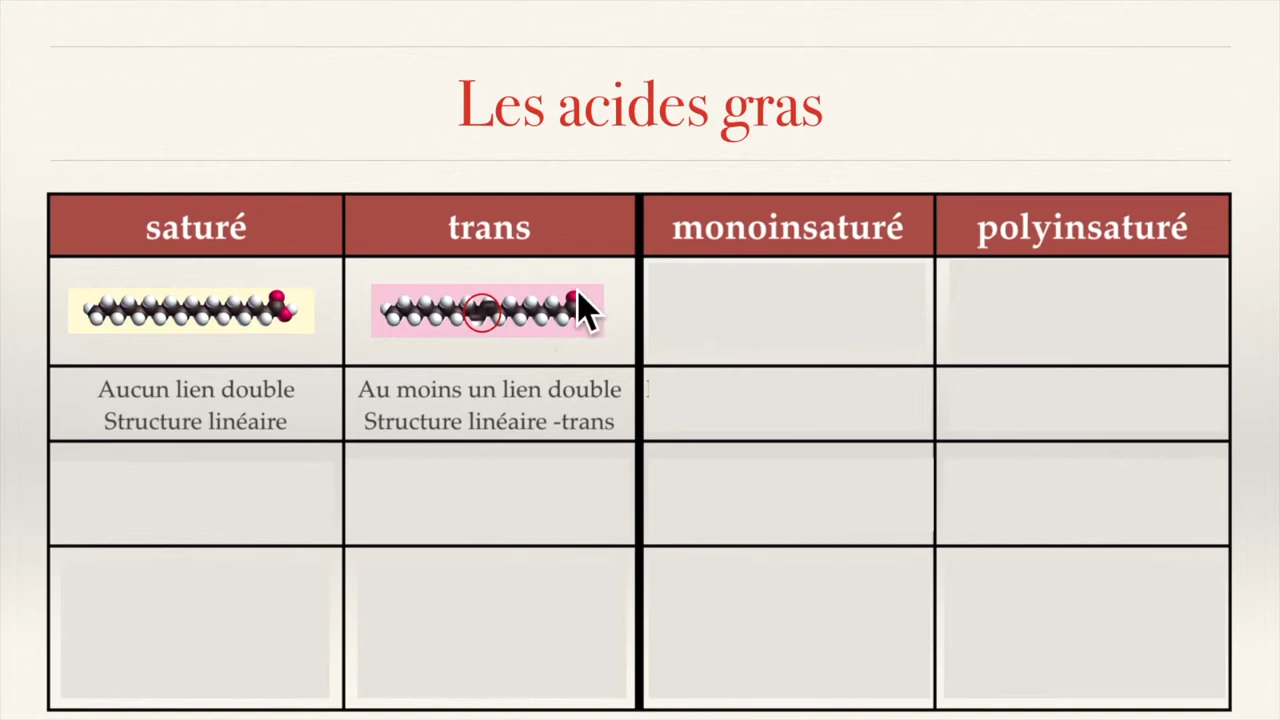 Les acides gras
saturé
trans
monoinsaturé
polyinsaturé
Aucun lien double
Structure linéaire
Au moins un lien double
Structure linéaire -trans